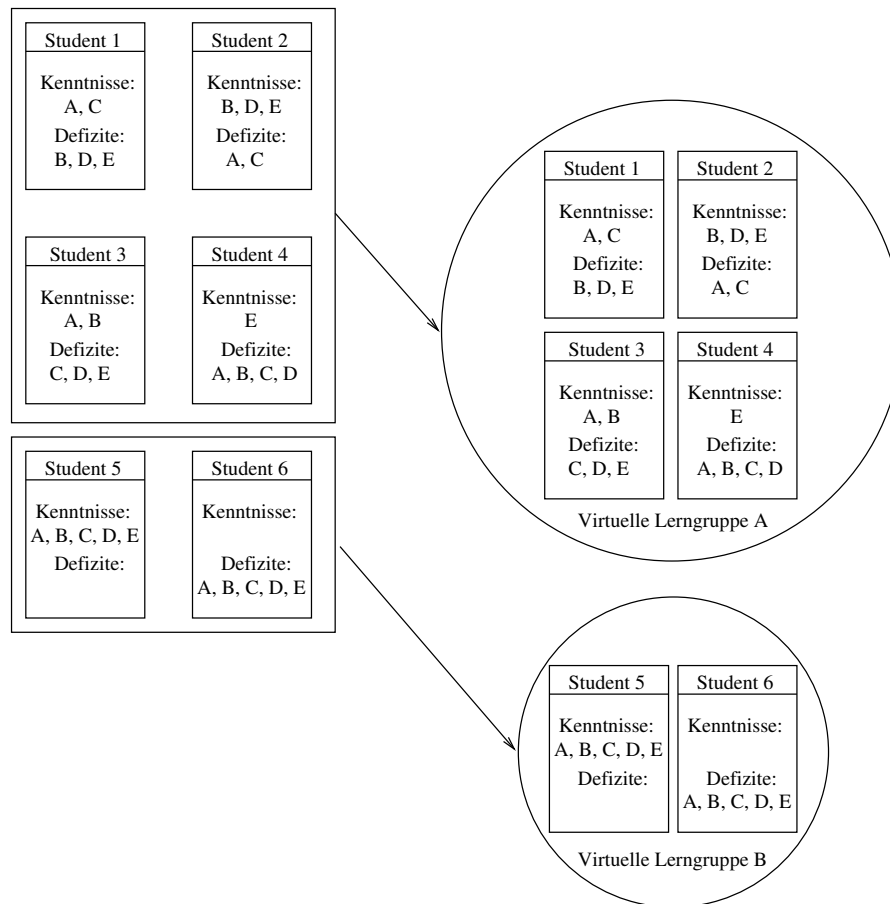 Student 1
Kenntnisse:
A, C
Defizite:
B, D, E
Student 2
Kenntnisse:
B, D, E
Defizite:
A, C
Student 3
Kenntnisse:
A, B
Defizite:
C, D, E
Student 4
Kenntnisse:
E
Defizite:
A, B, C, D
Student 5
Kenntnisse:
A, B, C, D, E
Defizite:
Student 6
Kenntnisse:
Defizite:
A, B, C, D, E
Student 1
Kenntnisse:
A, C
Defizite:
B, D, E
Student 2
Kenntnisse:
B, D, E
Defizite:
A, C
Student 3
Kenntnisse:
A, B
Defizite:
C, D, E
Student 4
Kenntnisse:
E
Defizite:
A, B, C, D
Virtuelle Lerngruppe A
Student 5
Kenntnisse:
A, B, C, D, E
Defizite:
Student 6
Kenntnisse:
Defizite:
A, B, C, D, E
Virtuelle Lerngruppe B